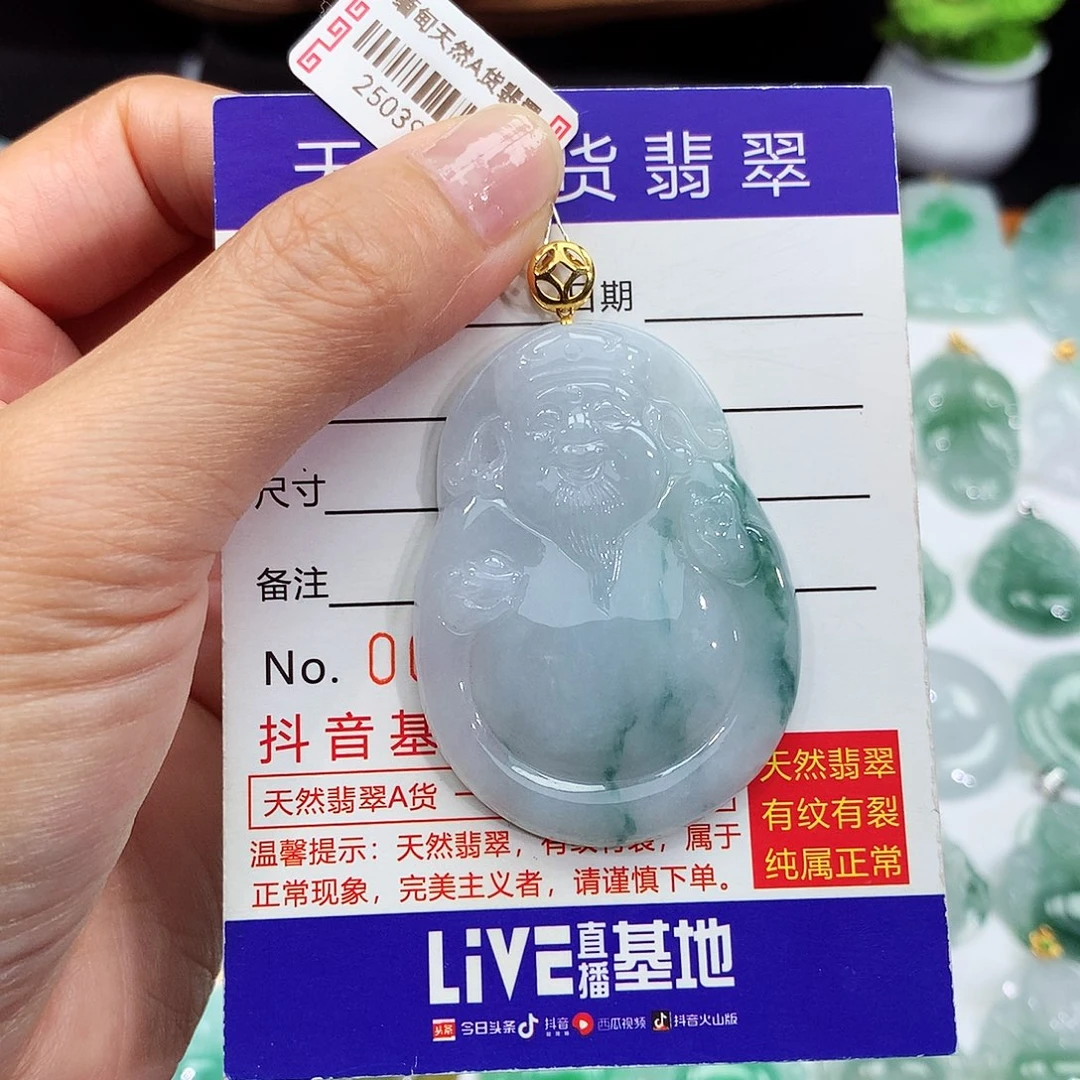 缅甸天然A货翡翠
25039
天 货翡翠
日期
尺寸
备注
No. 0
抖音基
天然翡翠A货
天然翡翠
有纹有裂
纯属正常
温馨提示：天然翡翠，有纹有裂，属于
正常现象，完美主义者，请谨慎下单。
LiVE直播基地
头条 今日头条 抖音 西瓜视频 抖音火山版